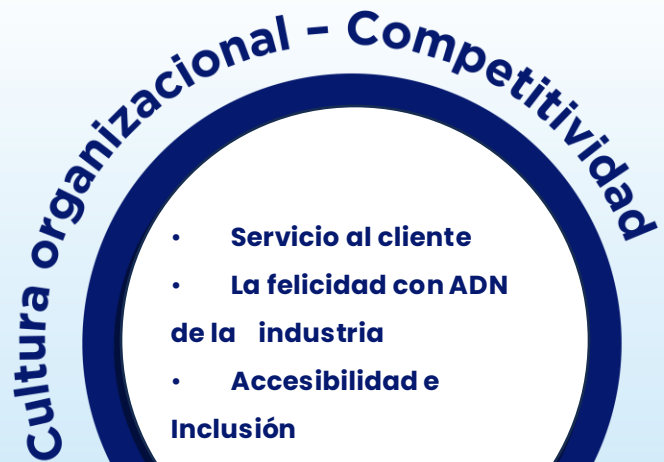 Cultura organizacional – Competitividad
• Servicio al cliente
• La felicidad con ADN
de la industria
• Accesibilidad e
Inclusión